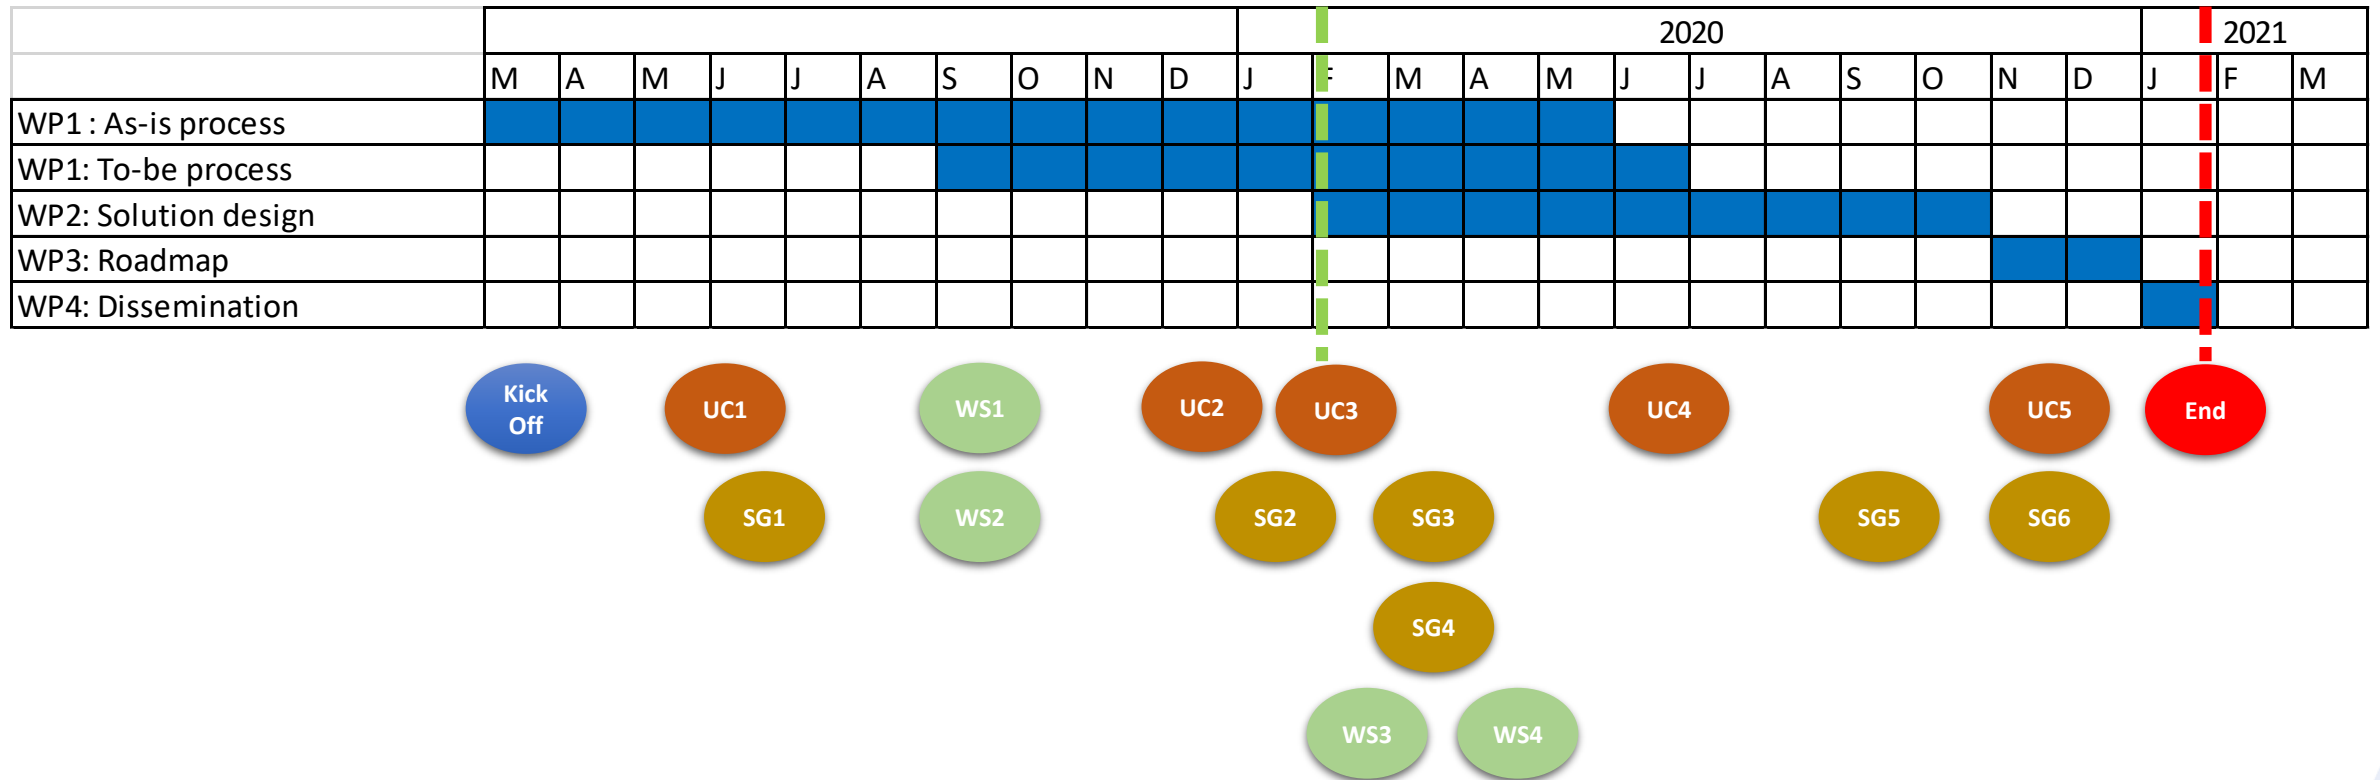 2020 2021
M A M J J A S O N D J F M A M J J A S O N D J F M
WP1 : As-is process
WP1: To-be process
WP2: Solution design
WP3: Roadmap
WP4: Dissemination
Kick
Off
UC1 WS1 UC2 UC3 UC4 UC5 End
SG1 WS2 SG2 SG3 SG5 SG6
SG4
WS3 WS4